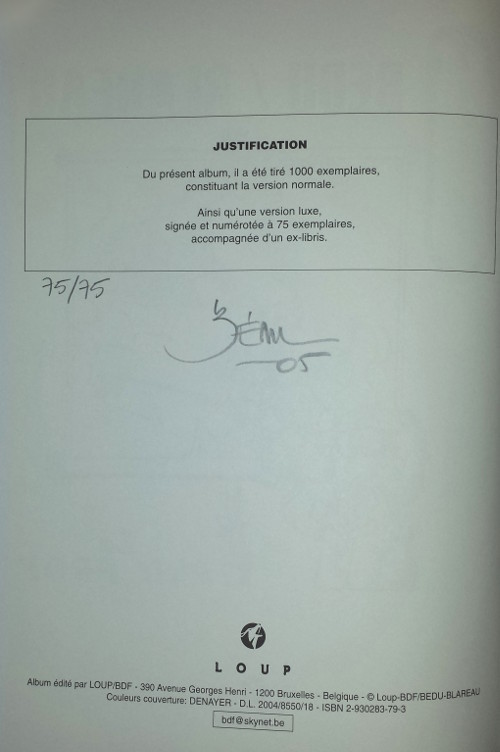 JUSTIFICATION
Du présent album, il a été tiré 1000 exemplaires,
constituant la version normale.
Ainsi qu'une version luxe,
signée et numérotée à 75 exemplaires,
accompagnée d'un ex-libris.
75/75
BÉDU
05
LOUP
Album édité par LOUP/BDF - 390 Avenue Georges Henri - 1200 Bruxelles - Belgique - © Loup-BDF/BEDU-BLAREAU
Couleurs couverture: DENAYER - D.L. 2004/8550/18 - ISBN 2-930283-79-3
bdf@skynet.be